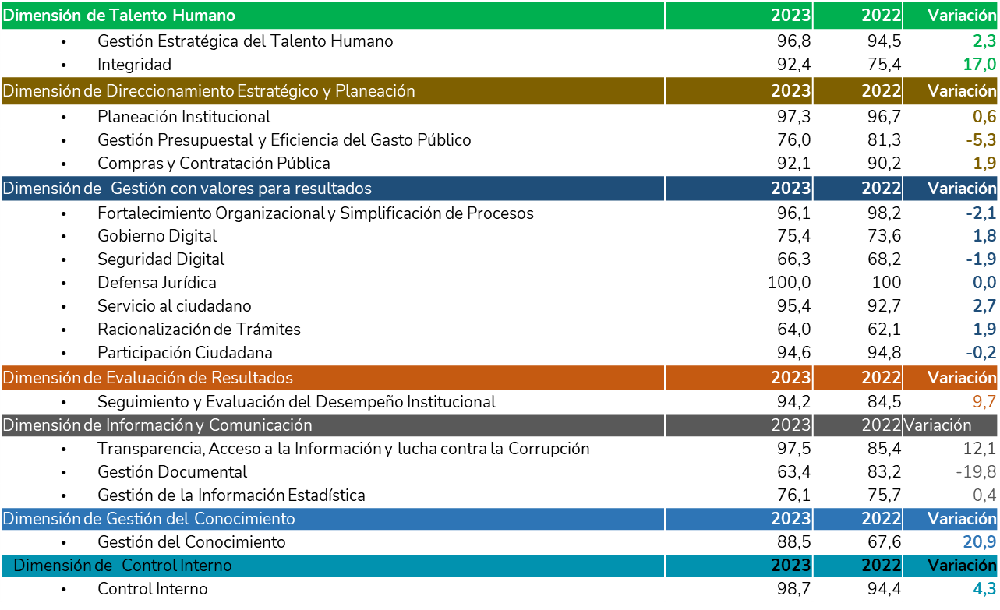 Dimensión de Talento Humano 2023 2022 Variación
• Gestión Estratégica del Talento Humano 96,8 94,5 2,3
• Integridad 92,4 75,4 17,0
Dimensión de Direccionamiento Estratégico y Planeación 2023 2022 Variación
• Planeación Institucional 97,3 96,7 0,6
• Gestión Presupuestal y Eficiencia del Gasto Público 76,0 81,3 -5,3
• Compras y Contratación Pública 92,1 90,2 1,9
Dimensión de Gestión con valores para resultados 2023 2022 Variación
• Fortalecimiento Organizacional y Simplificación de Procesos 96,1 98,2 -2,1
• Gobierno Digital 75,4 73,6 1,8
• Seguridad Digital 66,3 68,2 -1,9
• Defensa Jurídica 100,0 100 0,0
• Servicio al ciudadano 95,4 92,7 2,7
• Racionalización de Trámites 64,0 62,1 1,9
• Participación Ciudadana 94,6 94,8 -0,2
Dimensión de Evaluación de Resultados 2023 2022 Variación
• Seguimiento y Evaluación del Desempeño Institucional 94,2 84,5 9,7
Dimensión de Información y Comunicación 2023 2022 Variación
• Transparencia, Acceso a la Información y lucha contra la Corrupción 97,5 85,4 12,1
• Gestión Documental 63,4 83,2 -19,8
• Gestión de la Información Estadística 76,1 75,7 0,4
Dimensión de Gestión del Conocimiento 2023 2022 Variación
• Gestión del Conocimiento 88,5 67,6 20,9
Dimensión de Control Interno 2023 2022 Variación
• Control Interno 98,7 94,4 4,3